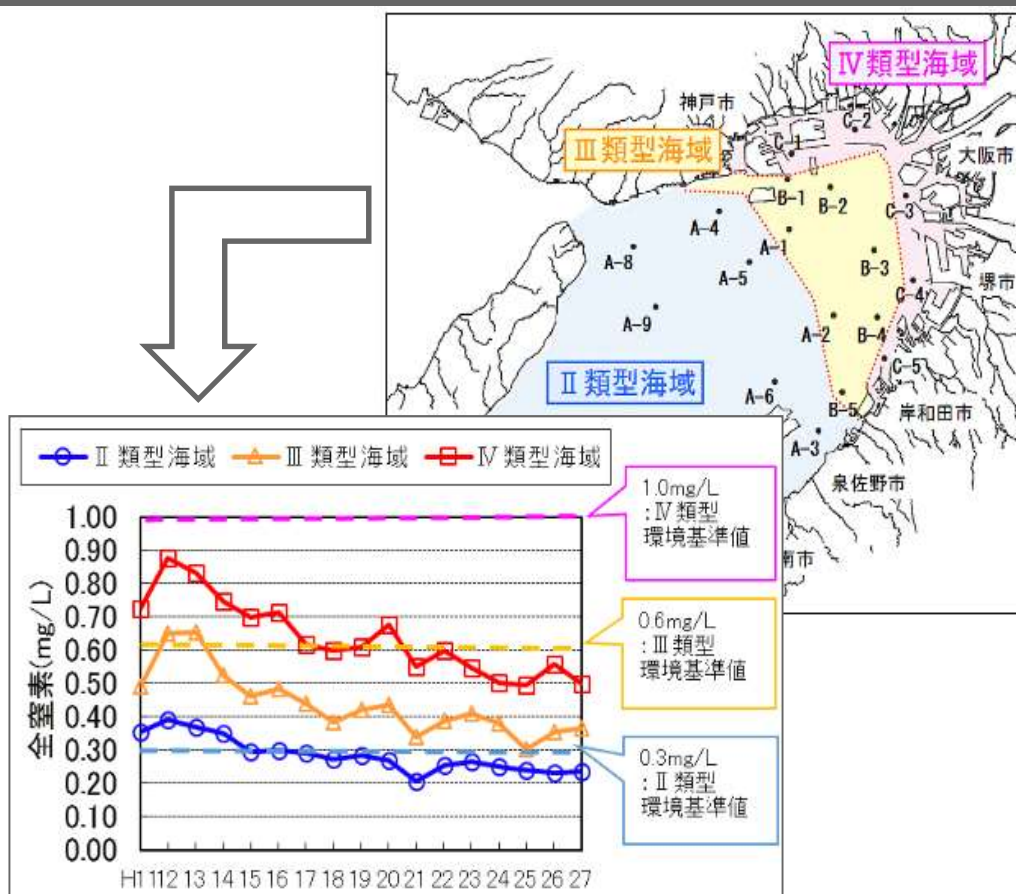 Ⅳ類型海域
神戸市
C-2
大阪市
Ⅲ類型海域
C-1
B-1
B-2
C-3
A-4
A-1
A-8
A-5
B-3
C-4
堺市
A-9
A-2
B-4
C-5
Ⅱ類型海域
A-6
B-5
岸和田市
A-3
泉佐野市
南市
Ⅱ類型海域 Ⅲ類型海域 Ⅳ類型海域
1.0mg/L
:Ⅳ類型
環境基準値
0.6mg/L
:Ⅲ類型
環境基準値
0.3mg/L
:Ⅱ類型
環境基準値
全窒素(mg/L)
1.00
0.90
0.80
0.70
0.60
0.50
0.40
0.30
0.20
0.10
0.00
H11 12 13 14 15 16 17 18 19 20 21 22 23 24 25 26 27